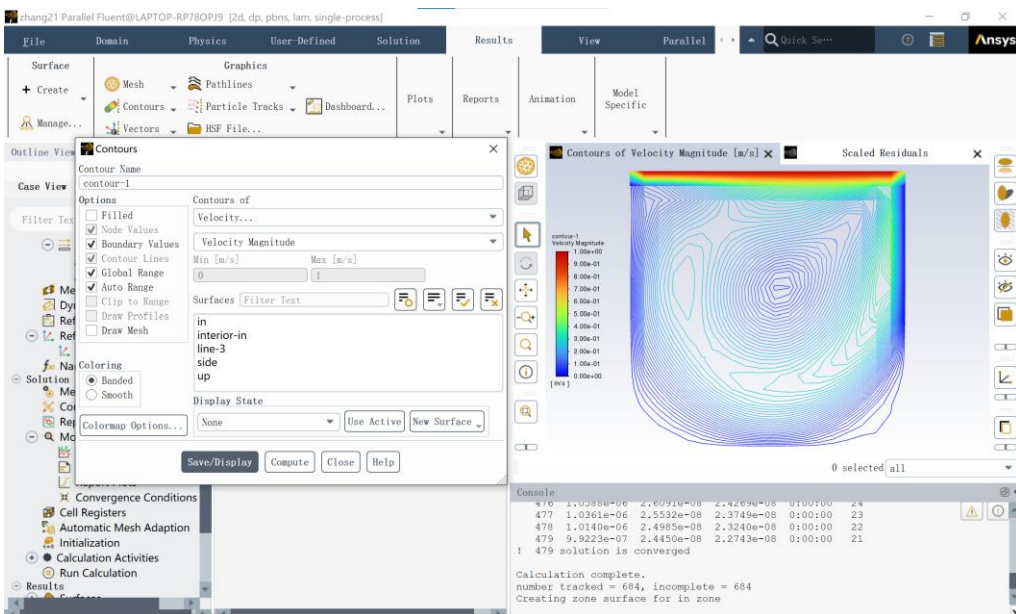 zhang21 Parallel Fluent@LAPTOP-RP78OPJ9 [2d, dp, pbns, lam, single-process]
File Domain Physics User-Defined Solution Results View Parallel Quick Se··· Ansys
Surface
+ Create
Manage...
Graphics
Mesh Pathlines
Contours Particle Tracks Dashboard...
Vectors HSF File...
Plots
Reports
Animation
Model
Specific
Outline View
Case View
Filter Tex
Me
Dyn
Ref
Ref
Na
Solution
Me
Co
Rep
Mo
Convergence Conditions
Cell Registers
Automatic Mesh Adaption
Initialization
Calculation Activities
Run Calculation
Results
Contours
Contour Name
contour-1
Options
Filled
Node Values
Boundary Values
Contour Lines
Global Range
Auto Range
Clip to Range
Draw Profiles
Draw Mesh
Coloring
Banded
Smooth
Colormap Options...
Contours of
Velocity...
Velocity Magnitude
Min [m/s] Max [m/s]
0 1
Surfaces Filter Text
in
interior-in
line-3
side
up
Display State
None Use Active New Surface
Save/Display Compute Close Help
Contours of Velocity Magnitude [m/s] Scaled Residuals
contour-1
Velocity Magnitude
1.00e+00
9.00e-01
8.00e-01
7.00e-01
6.00e-01
5.00e-01
4.00e-01
3.00e-01
2.00e-01
1.00e-01
0.00e+00
[m/s]
0 selected all
Console
477 1.0361e-06 2.5532e-08 2.3749e-08 0:00:00 23
478 1.0140e-06 2.4985e-08 2.3240e-08 0:00:00 22
479 9.9223e-07 2.4450e-08 2.2743e-08 0:00:00 21
! 479 solution is converged
Calculation complete.
number tracked = 684, incomplete = 684
Creating zone surface for in zone